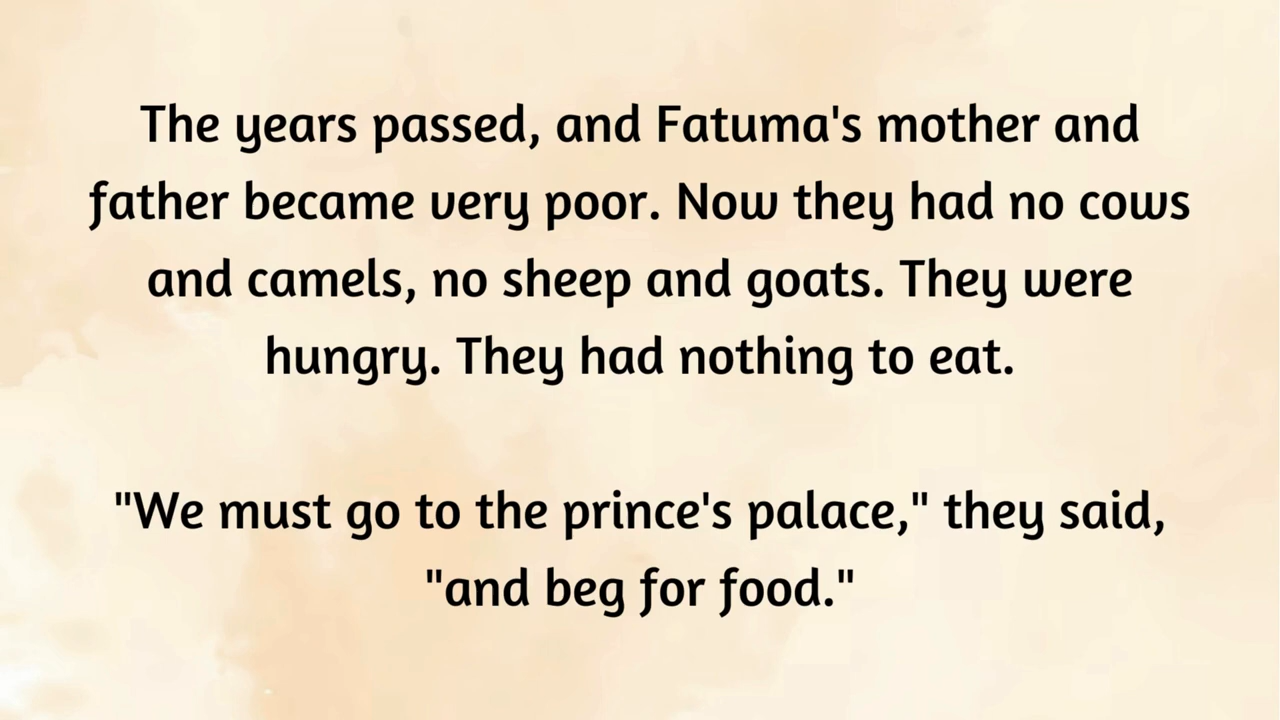 The years passed, and Fatuma's mother and
father became very poor. Now they had no cows
and camels, no sheep and goats. They were
hungry. They had nothing to eat.
"We must go to the prince's palace," they said,
"and beg for food."